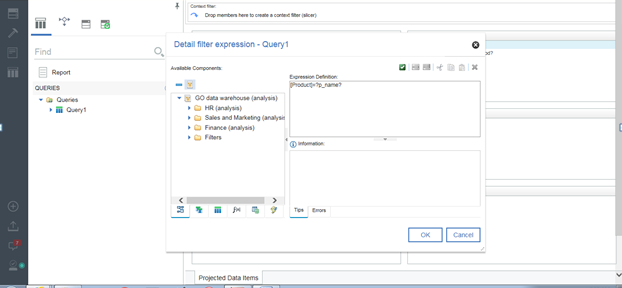 Context filter:
Drop members here to create a context filter (slicer)
Find
Report
QUERIES
Queries
Query1
Detail filter expression - Query1
Available Components:
GO data warehouse (analysis)
HR (analysis)
Sales and Marketing (analysis
Finance (analysis)
Filters
Expression Definition:
Information:
Tips
Errors
OK
Cancel
Projected Data Items